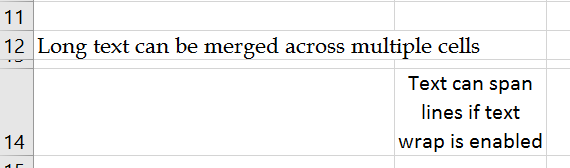 11
12 Long text can be merged across multiple cells
Text can span
lines if text
14 wrap is enabled